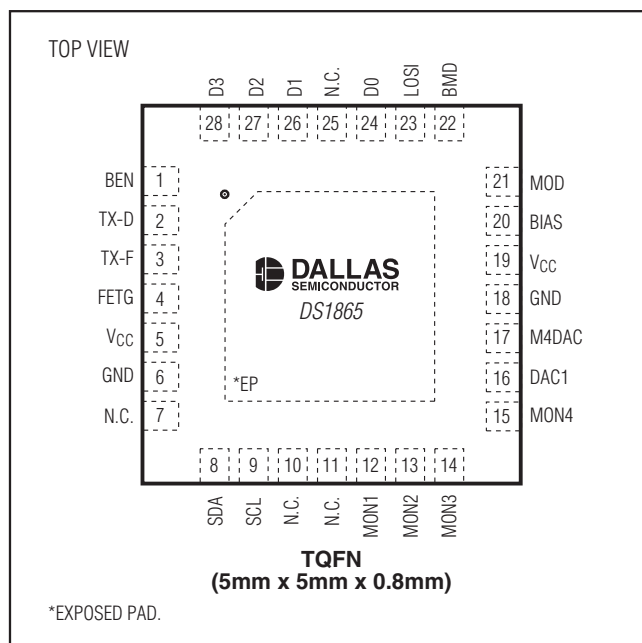 TOP VIEW
D3 D2 D1 N.C. D0 LOSI BMD
28 27 26 25 24 23 22
BEN 1 21 MOD
TX-D 2 20 BIAS
TX-F 3 19 VCC
FETG 4 18 GND
VCC 5 17 M4DAC
GND 6 16 DAC1
N.C. 7 15 MON4
DALLAS
SEMICONDUCTOR
DS1865
*EP
8 9 10 11 12 13 14
SDA SCL N.C. N.C. MON1 MON2 MON3
TQFN
(5mm x 5mm x 0.8mm)
*EXPOSED PAD.